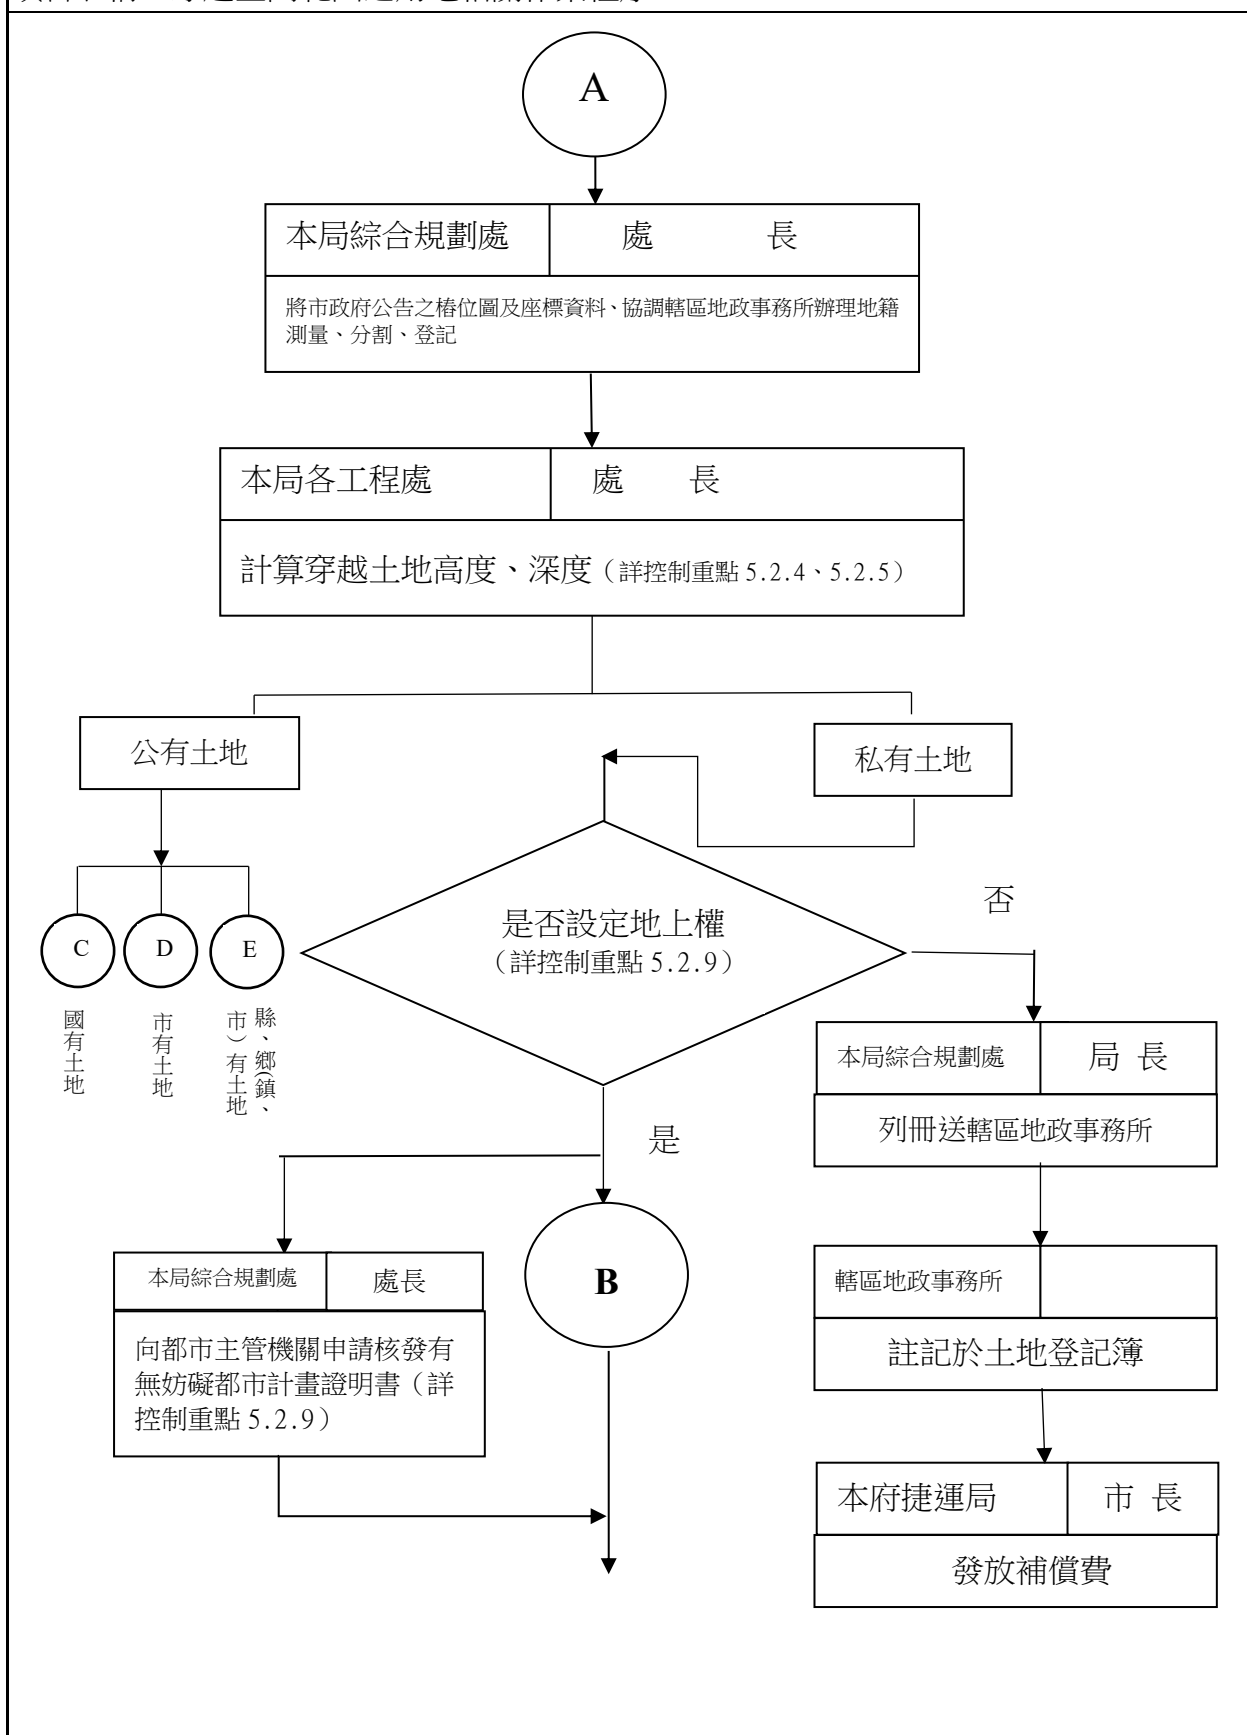 A
本局綜合規劃處
處 長
將市政府公告之樁位圖及座標資料、協調轄區地政事務所辦理地籍
測量、分割、登記
本局各工程處
處 長
計算穿越土地高度、深度（詳控制重點 5.2.4、5.2.5）
公有土地
私有土地
C
D
E
國有土地
市有土地
縣、鄉(鎮、
市）有土地
是否設定地上權
（詳控制重點 5.2.9）
否
是
本局綜合規劃處
局 長
列冊送轄區地政事務所
轄區地政事務所
註記於土地登記簿
本府捷運局
市 長
發放補償費
B
本局綜合規劃處
處長
向都市主管機關申請核發有
無妨礙都市計畫證明書（詳
控制重點 5.2.9）